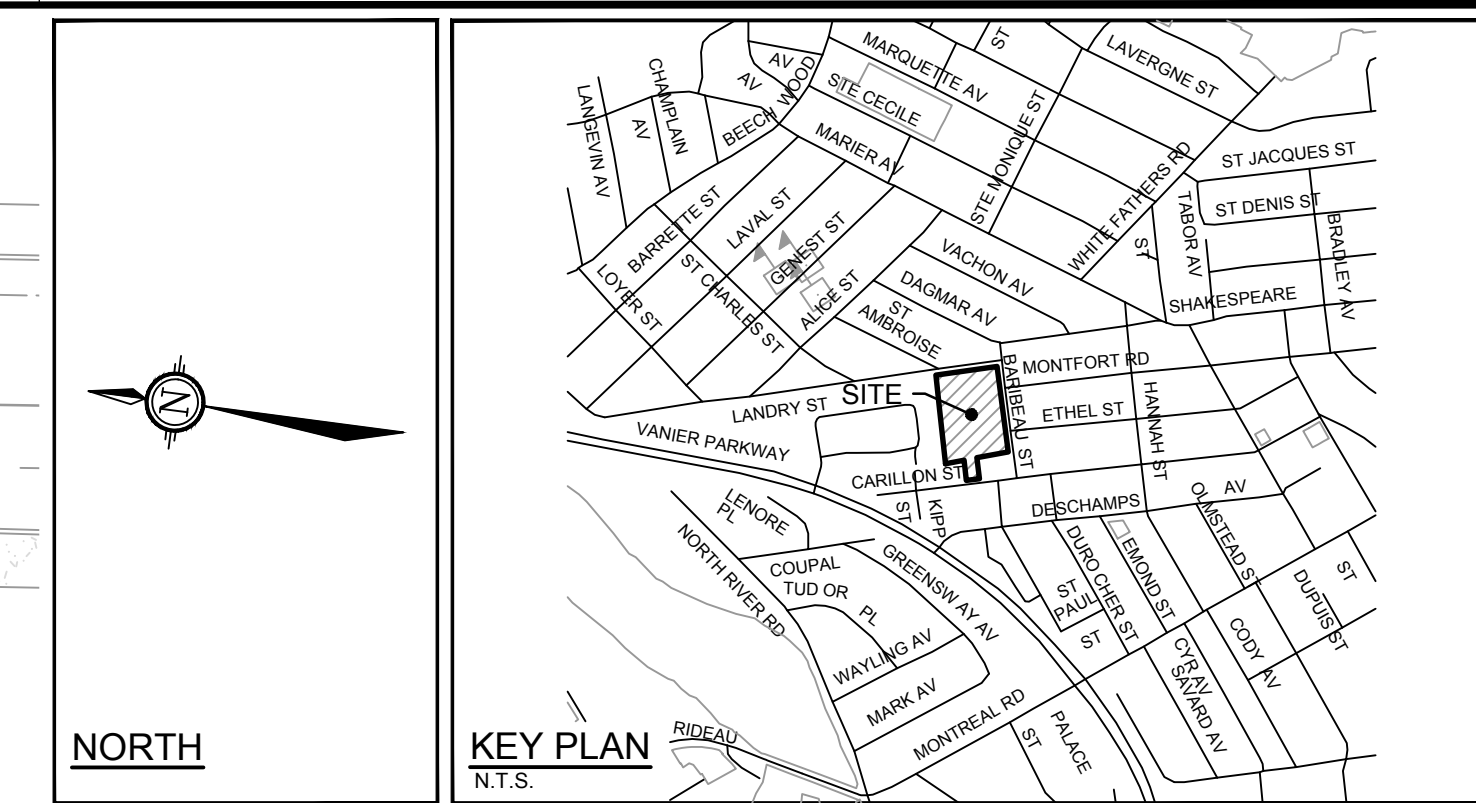 N
NORTH
KEY PLAN
N.T.S.
SITE
LANGEVIN AV
CHAMPLAIN
AV
AV
AV
BEECH WOOD
MARQUETTE AV
STE CECILE
ST
LAVERGNE ST
MARIER AV
STE MONIQUE ST
WHITE FATHERS RD
ST JACQUES ST
ST DENIS ST
TABOR AV
ST
BRADLEY AV
SHAKESPEARE
BARRETTE ST
LAVAL ST
GENEST ST
ALICE ST
LOYER ST
ST CHARLES ST
VACHON AV
DAGMAR AV
ST
AMBROISE
MONTFORT RD
BARIBEAU ST
ETHEL ST
HANNAH ST
LANDRY ST
VANIER PARKWAY
CARILLON ST
KIPP
ST
DESCHAMPS
AV
OLMSTEAD ST
LENORE
PL
NORTH RIVER RD
COUPAL
TUD OR
PL
GREENSW AY AV
WAYLING AV
MARK AV
MONTREAL RD
RIDEAU
ST
PAUL
ST
DURO CHER ST
EMOND ST
CYR AV
SAVARD AV
CODY AV
DUPUIS ST
ST
PALACE
ST